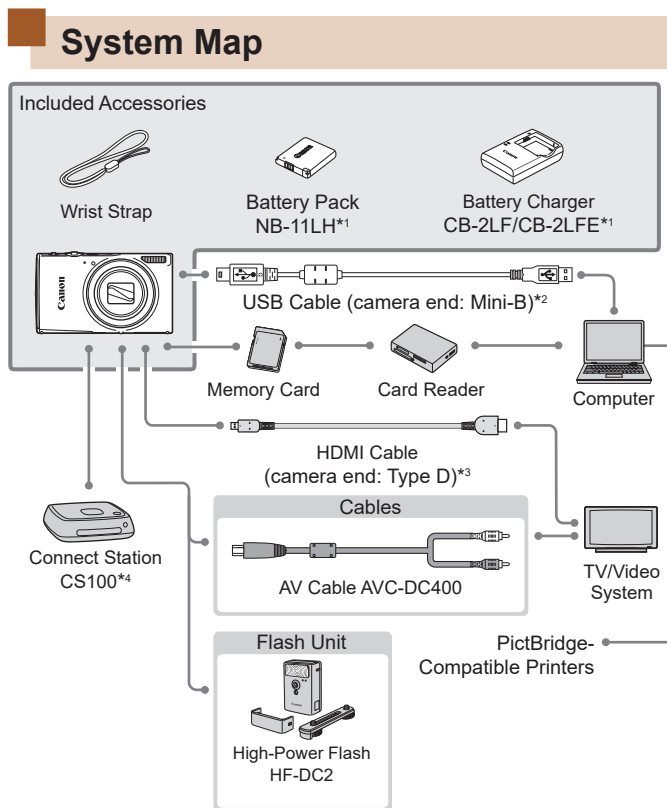 System Map
Included Accessories
Wrist Strap
Battery Pack
NB-11LH*1
Battery Charger
CB-2LF/CB-2LFE*1
Canon
USB Cable (camera end: Mini-B)*2
Memory Card
Card Reader
Computer
HDMI Cable
(camera end: Type D)*3
Cables
AV Cable AVC-DC400
Connect Station
CS100*4
TV/Video
System
Flash Unit
High-Power Flash
HF-DC2
PictBridge-
Compatible Printers